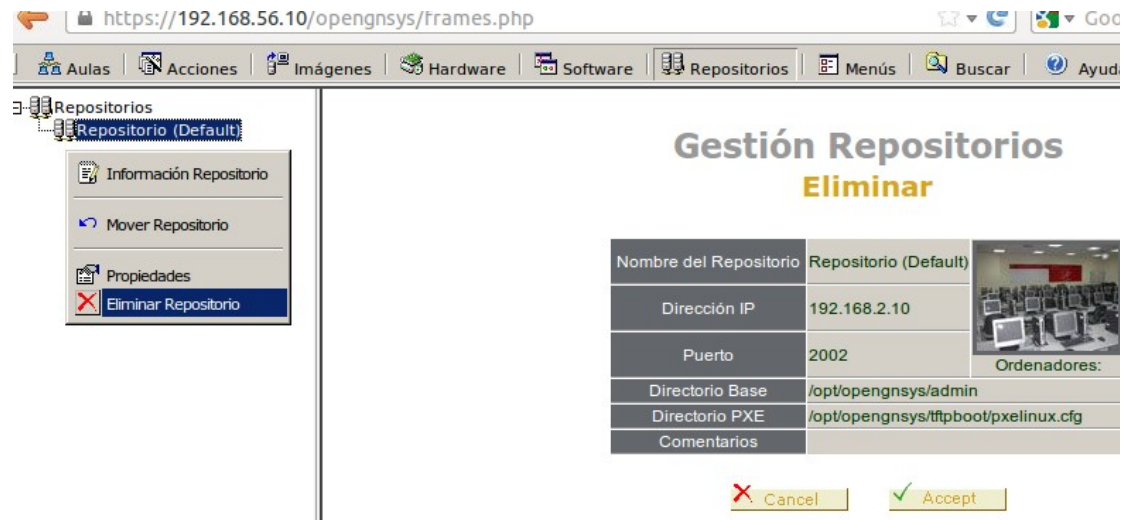 https://192.168.56.10/opengnsys/frames.php
Goo
Aulas Acciones Imágenes Hardware Software Repositorios Menús Buscar Ayud
Repositorios
Repositorio (Default)
Información Repositorio
Mover Repositorio
Propiedades
Eliminar Repositorio
Gestión Repositorios
Eliminar
Nombre del Repositorio Repositorio (Default)
Dirección IP 192.168.2.10
Puerto 2002
Ordenadores:
Directorio Base /opt/opengnsys/admin
Directorio PXE /opt/opengnsys/tftpboot/pxelinux.cfg
Comentarios
Cancel Accept